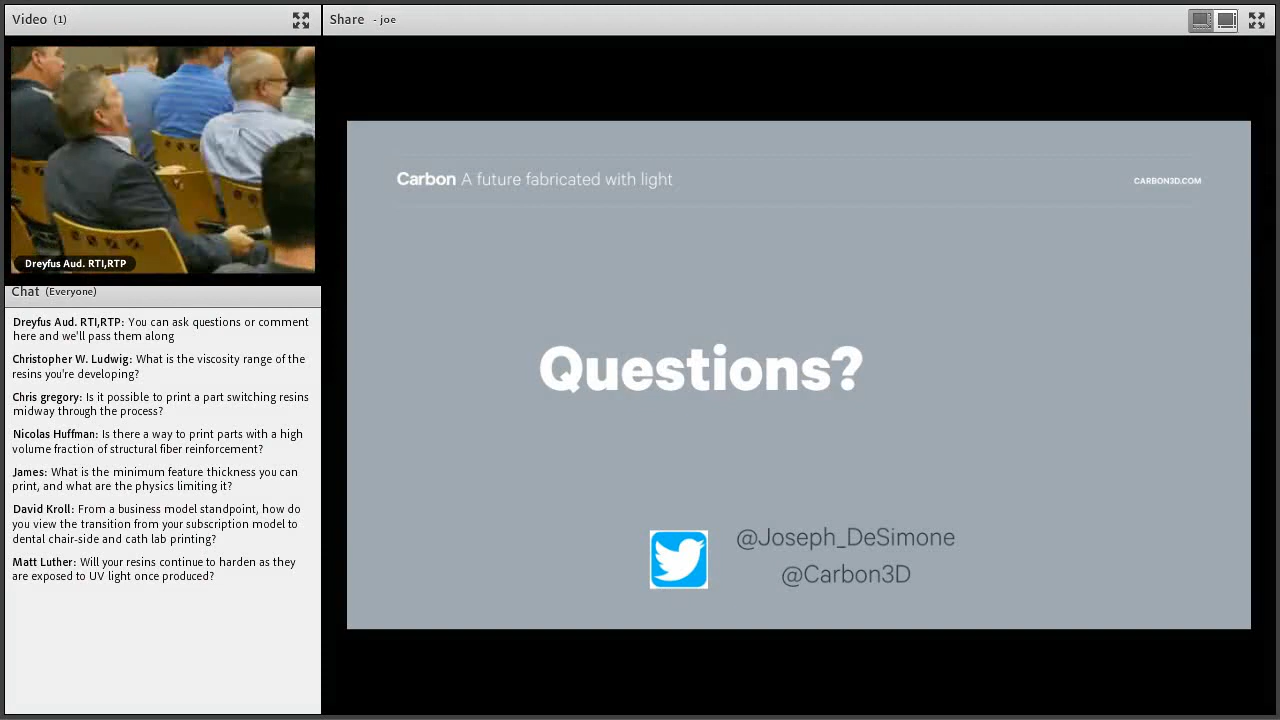 Video (1)
Share - joe
Dreyfus Aud. RTI,RTP
Chat (Everyone)
Dreyfus Aud. RTI,RTP: You can ask questions or comment
here and we'll pass them along
Christopher W. Ludwig: What is the viscosity range of the
resins you're developing?
Chris gregory: Is it possible to print a part switching resins
midway through the process?
Nicolas Huffman: Is there a way to print parts with a high
volume fraction of structural fiber reinforcement?
James: What is the minimum feature thickness you can
print, and what are the physics limiting it?
David Kroll: From a business model standpoint, how do
you view the transition from your subscription model to
dental chair-side and cath lab printing?
Matt Luther: Will your resins continue to harden as they
are exposed to UV light once produced?
Carbon A future fabricated with light
CARBON3D.COM
Questions?
@Joseph_DeSimone
@Carbon3D